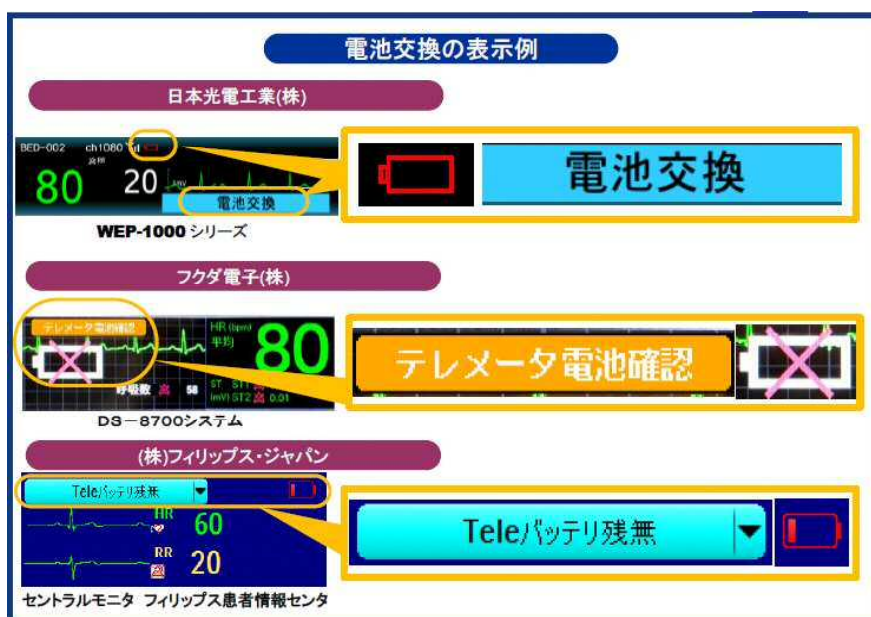 電池交換の表示例
日本光電工業(株)
BED-002 ch1080
80 20
電池交換
電池交換
WEP-1000 シリーズ
フクダ電子(株)
テレメータ電池確認
HR (bpm)
平均
80
呼吸数 58
ST ST1
(mV) ST2 0.01
テレメータ電池確認
DS-8700システム
(株)フィリップス・ジャパン
Teleバッテリ残無
HR 60
RR 20
Teleバッテリ残無
セントラルモニタ フィリップス患者情報センタ